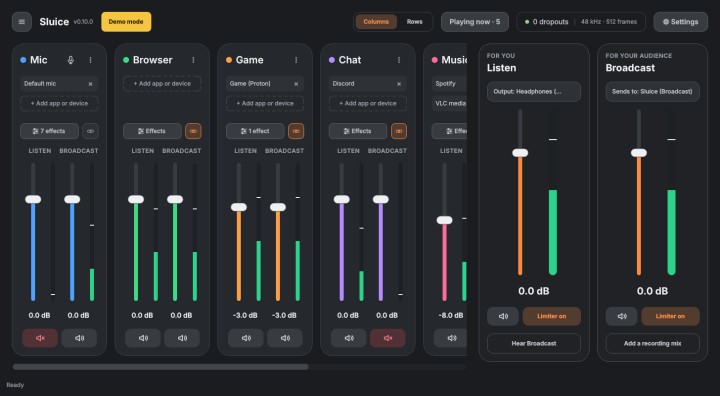 Sluice v0.10.0 Demo mode Columns Rows Playing now · 5 0 dropouts 48 kHz · 512 frames Settings
Mic
Default mic ×
+ Add app or device
7 effects
LISTEN BROADCAST
0.0 dB 0.0 dB
Browser
+ Add app or device
Effects
LISTEN BROADCAST
0.0 dB 0.0 dB
Game
Game (Proton) ×
+ Add app or device
1 effect
LISTEN BROADCAST
-3.0 dB -3.0 dB
Chat
Discord ×
+ Add app or device
Effects
LISTEN BROADCAST
0.0 dB 0.0 dB
Music
Spotify
VLC media
Effec
LISTEN
-8.0 dB
FOR YOU
Listen
Output: Headphones (...
0.0 dB
Limiter on
Hear Broadcast
FOR YOUR AUDIENCE
Broadcast
Sends to: Sluice (Broadcast)
0.0 dB
Limiter on
Add a recording mix
Ready